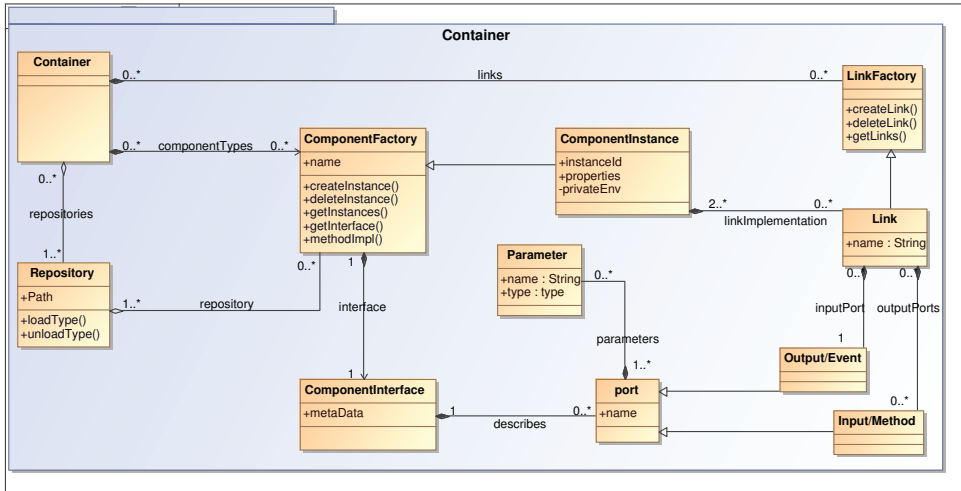 Container
Container
0..*
links
0..*
LinkFactory
+createLink()
+deleteLink()
+getLinks()
0..*
componentTypes
0..*
ComponentFactory
+name
+createInstance()
+deleteInstance()
+getInstances()
+getInterface()
+methodImpl()
ComponentInstance
+instanceId
+properties
-privateEnv
0..*
repositories
1..*
2..*
linkImplementation
0..*
Link
+name : String
Repository
+Path
+loadType()
+unloadType()
1..*
repository
0..*
1
interface
1
Parameter
+name : String
+type : type
0..*
parameters
1..*
0..*
inputPort
1
0..*
outputPorts
0..*
Output/Event
ComponentInterface
+metaData
1
describes
0..*
port
+name
Input/Method